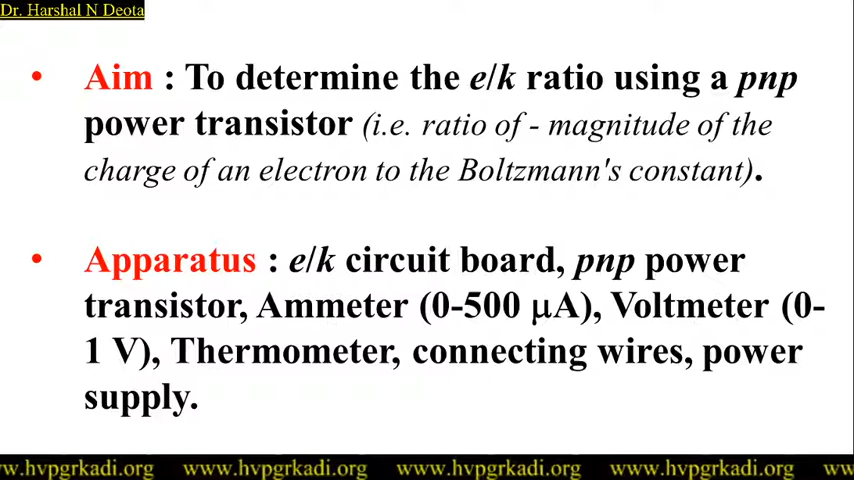 Dr. Harshal N Deota
• Aim : To determine the e/k ratio using a pnp
power transistor (i.e. ratio of - magnitude of the
charge of an electron to the Boltzmann's constant).
• Apparatus : e/k circuit board, pnp power
transistor, Ammeter (0-500 μA), Voltmeter (0-
1 V), Thermometer, connecting wires, power
supply.
w.hvpgrkadi.org www.hvpgrkadi.org www.hvpgrkadi.org www.hvpgrkadi.org w